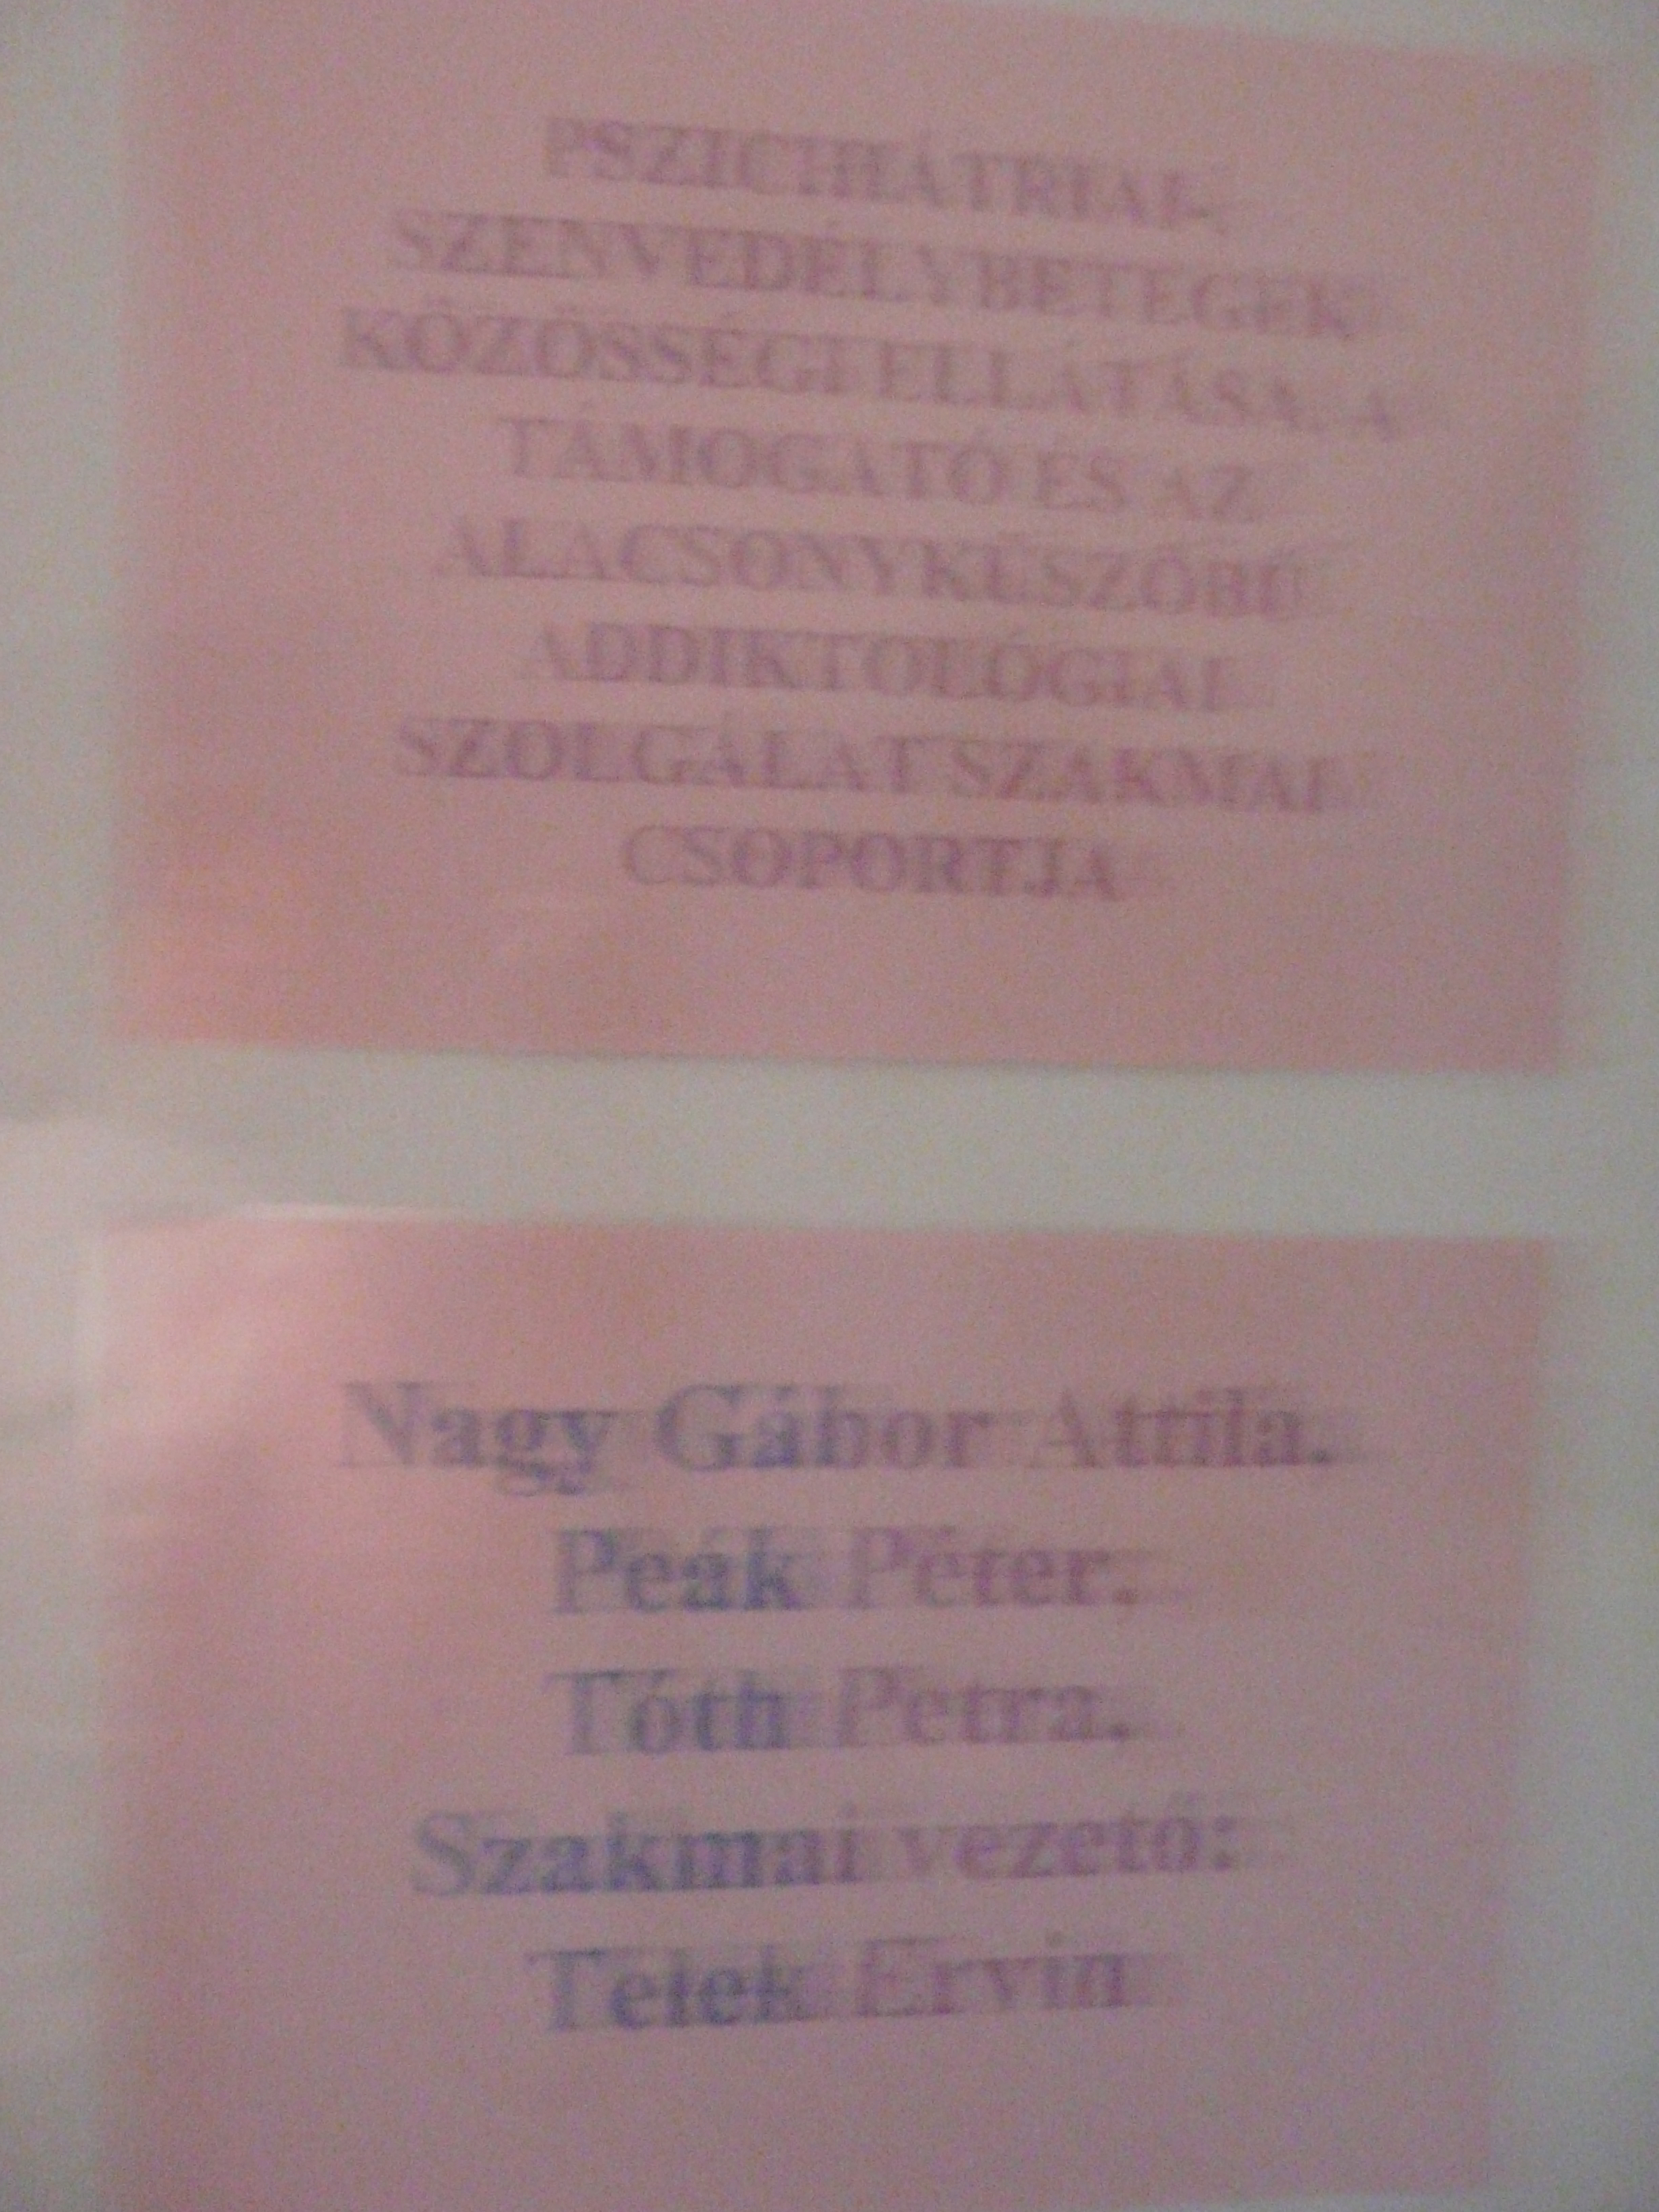 PSZICHIÁTRIAI-,
SZENVEDÉLYBETEGEK
KÖZÖSSÉGI ELLÁTÁSA, A
TÁMOGATÓ ÉS AZ
ALACSONYKÜSZÖBŰ
ADDIKTOLÓGIAI
SZOLGÁLAT SZAKMAI
CSOPORTJA
Nagy Gábor Attila,
Peák Péter,
Tóth Petra,
Szakmai vezető:
Telek Ervin